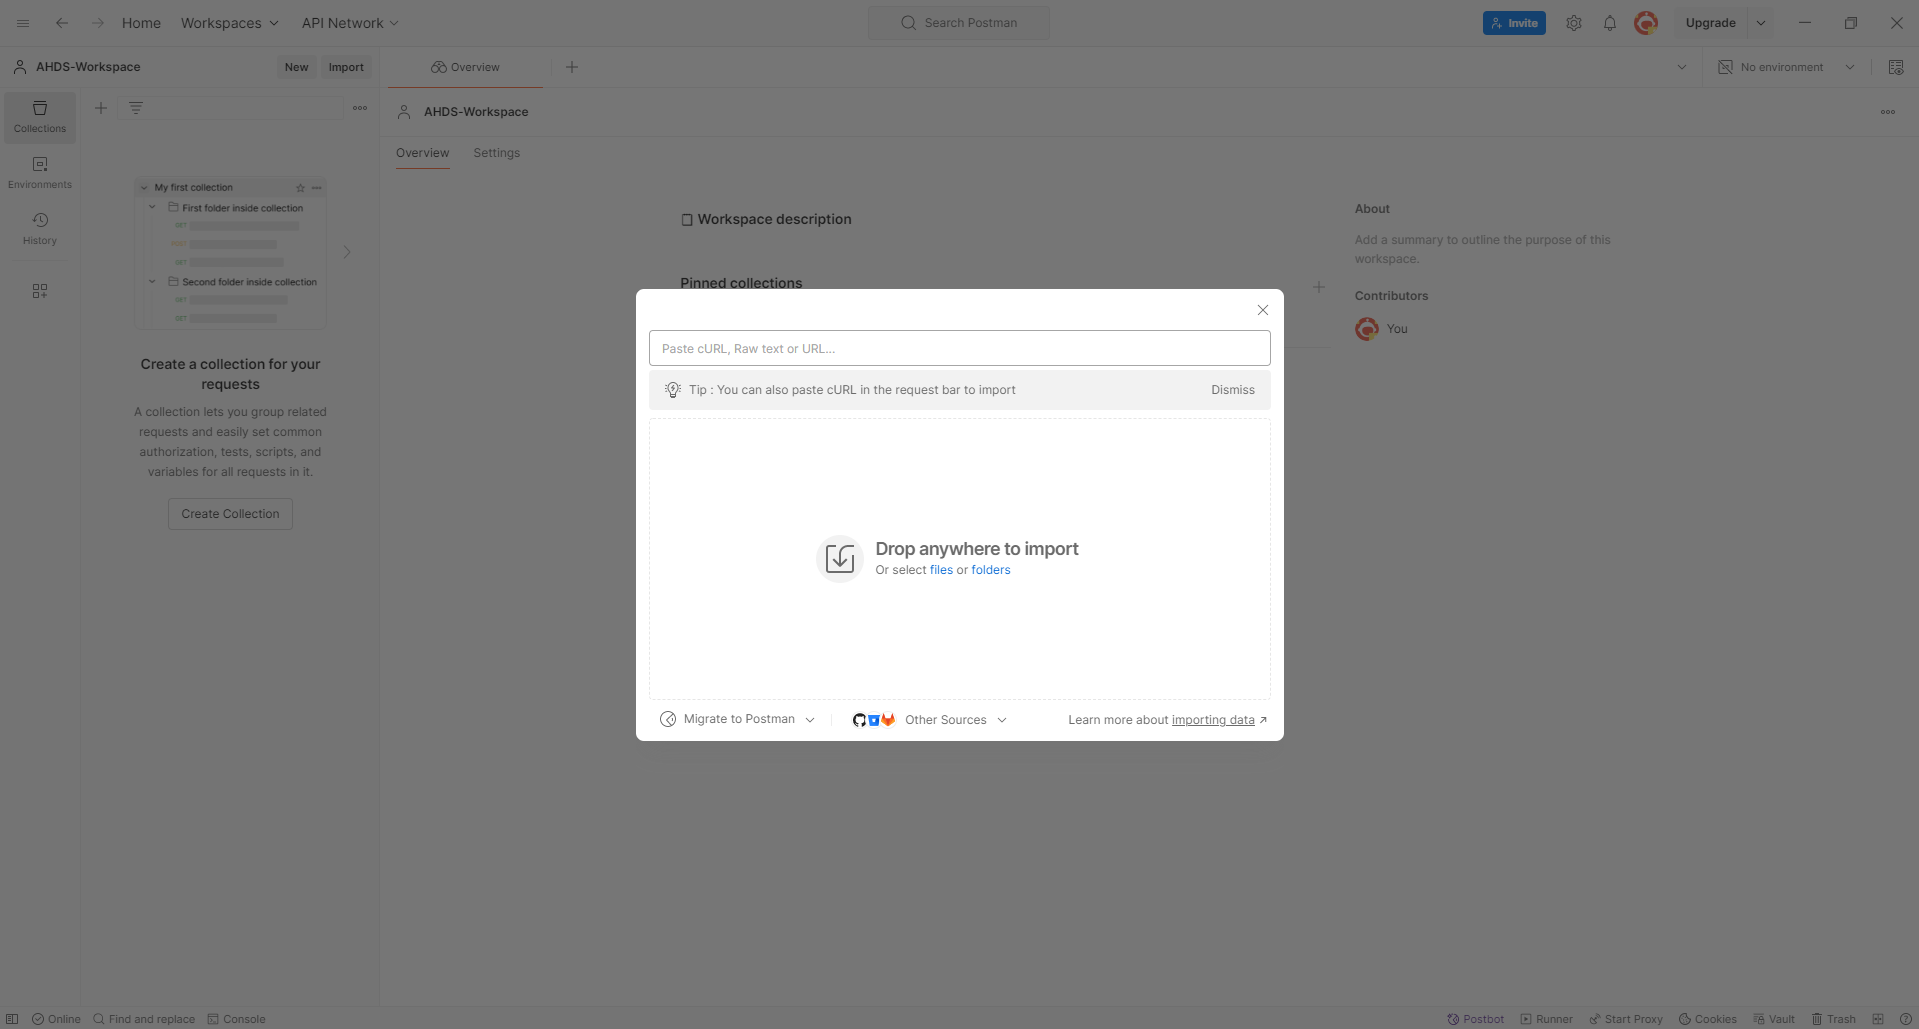 Home
Workspaces
API Network
Search Postman
Invite
Upgrade
AHDS-Workspace
New
Import
Overview
No environment
Collections
Environments
History
My first collection
First folder inside collection
GET
POST
GET
Second folder inside collection
GET
GET
Create a collection for your
requests
A collection lets you group related
requests and easily set common
authorization, tests, scripts, and
variables for all requests in it.
Create Collection
AHDS-Workspace
Overview
Settings
Workspace description
Pinned collections
About
Add a summary to outline the purpose of this
workspace.
Contributors
You
Paste cURL, Raw text or URL...
Tip : You can also paste cURL in the request bar to import
Dismiss
Drop anywhere to import
Or select files or folders
Migrate to Postman
Other Sources
Learn more about importing data
Online
Find and replace
Console
Postbot
Runner
Start Proxy
Cookies
Vault
Trash